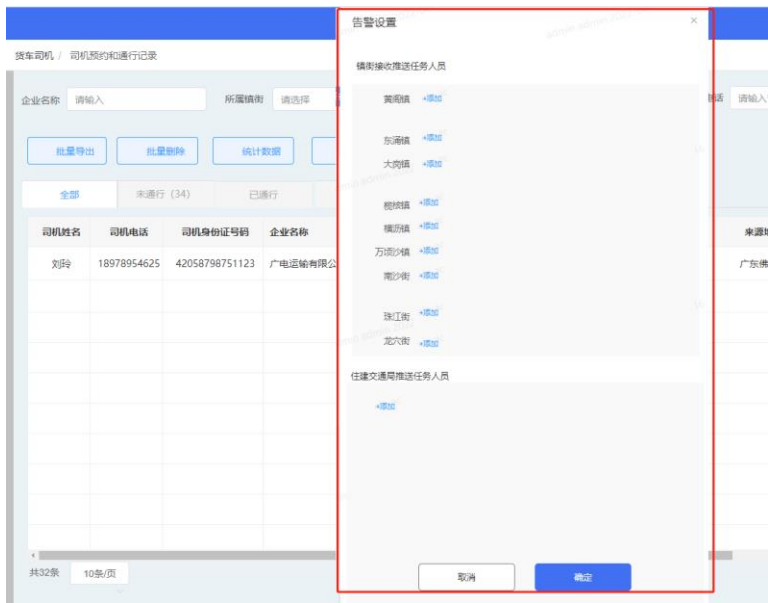 告警设置
×
货车司机 / 司机预约和通行记录
镇街接收推送任务人员
企业名称 请输入 所属镇街 请选择
话 请输入
黄阁镇 +添加
东涌镇 +添加
大岗镇 +添加
榄核镇 +添加
横沥镇 +添加
万顷沙镇 +添加
南沙街 +添加
珠江街 +添加
龙穴街 +添加
批量导出 批量删除 统计数据
全部 未通行 (34) 已通行
司机姓名 司机电话 司机身份证号码 企业名称
来源地
刘玲 18978954625 42058798751123 广电运输有限公
广东佛
住建交通局推送任务人员
+添加
共32条 10条/页
取消 确定